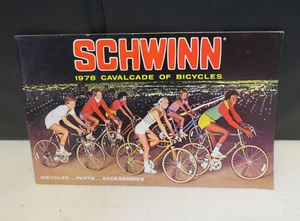 SCHWINN®
1978 CAVALCADE OF BICYCLES
BICYCLES...PARTS...ACCESSORIES